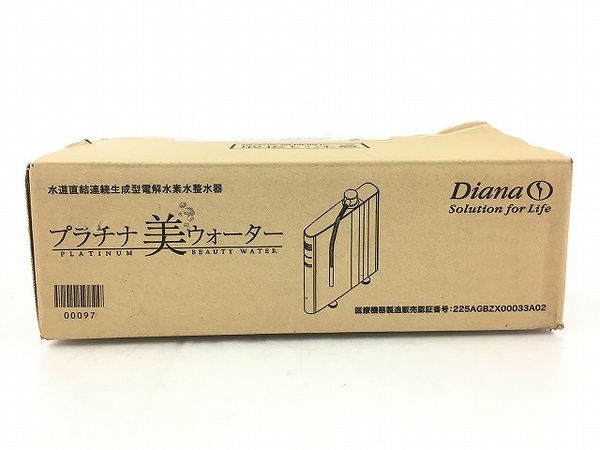 水道直結連続生成型電解水素水整水器
プラチナ美ウォーター
PLATINUM BEAUTY WATER
00097
Diana
Solution for Life
医療機器製造販売認証番号:225AGBZX00033A02